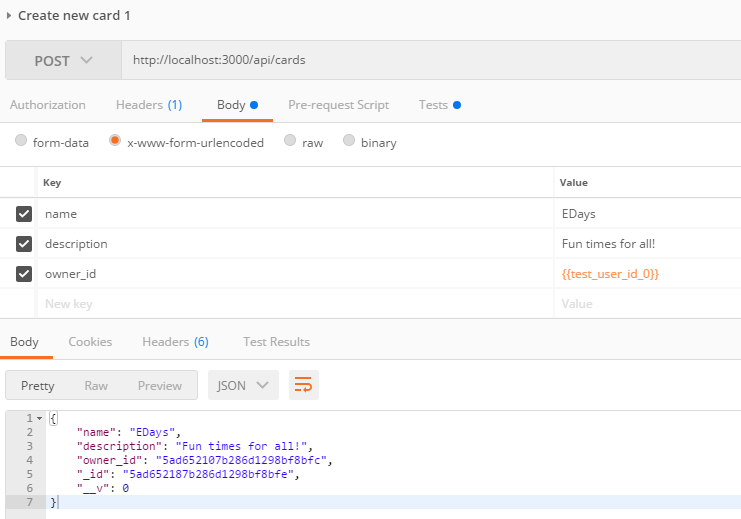 Create new card 1
POST http://localhost:3000/api/cards
Authorization Headers (1) Body Pre-request Script Tests
form-data x-www-form-urlencoded raw binary
Key Value
name EDays
description Fun times for all!
owner_id {{test_user_id_0}}
New key Value
Body Cookies Headers (6) Test Results
Pretty Raw Preview JSON
1 {
2 "name": "EDays",
3 "description": "Fun times for all!",
4 "owner_id": "5ad652107b286d1298bf8bfc",
5 "_id": "5ad652187b286d1298bf8bfe",
6 "__v": 0
7 }